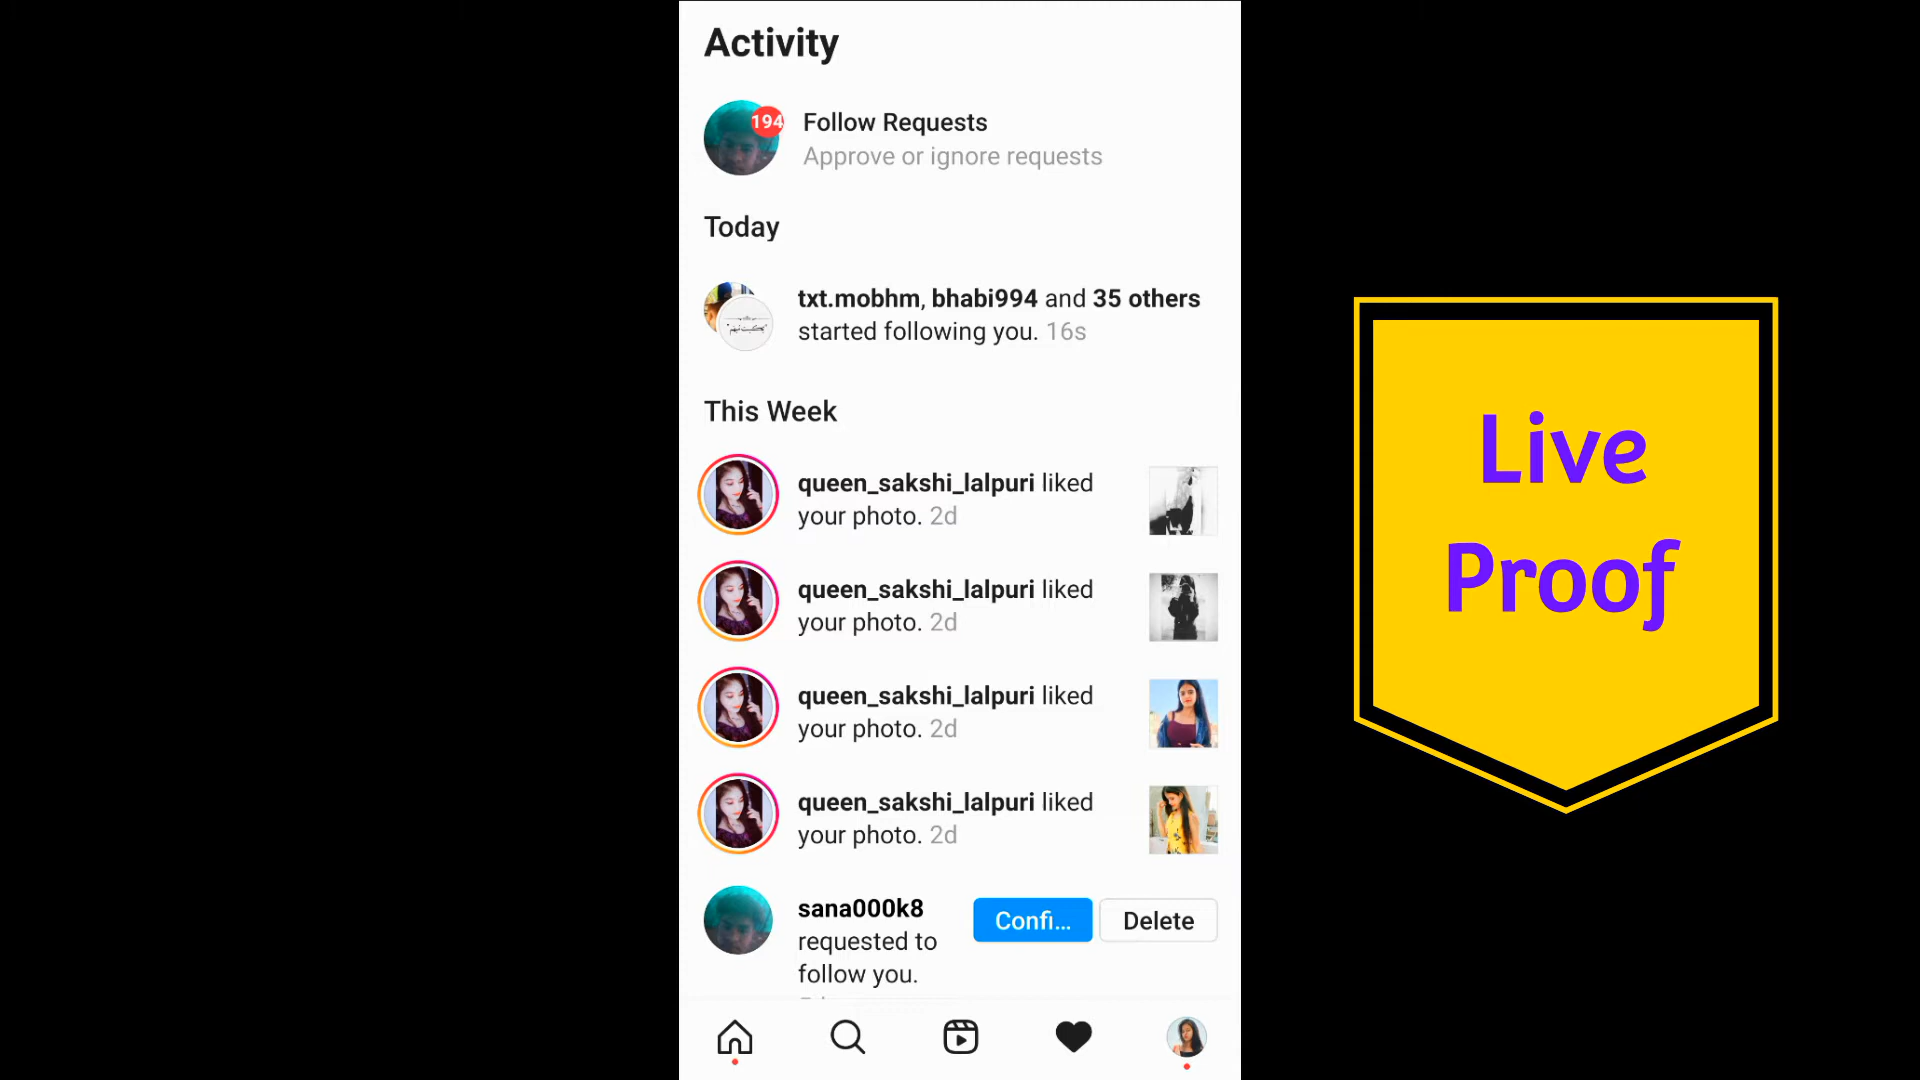 Activity
194
Follow Requests
Approve or ignore requests
Today
txt.mobhm, bhabi994 and 35 others
started following you. 16s
This Week
queen_sakshi_lalpuri liked
your photo. 2d
queen_sakshi_lalpuri liked
your photo. 2d
queen_sakshi_lalpuri liked
your photo. 2d
queen_sakshi_lalpuri liked
your photo. 2d
sana000k8
requested to
follow you.
Confi...
Delete
Live
Proof